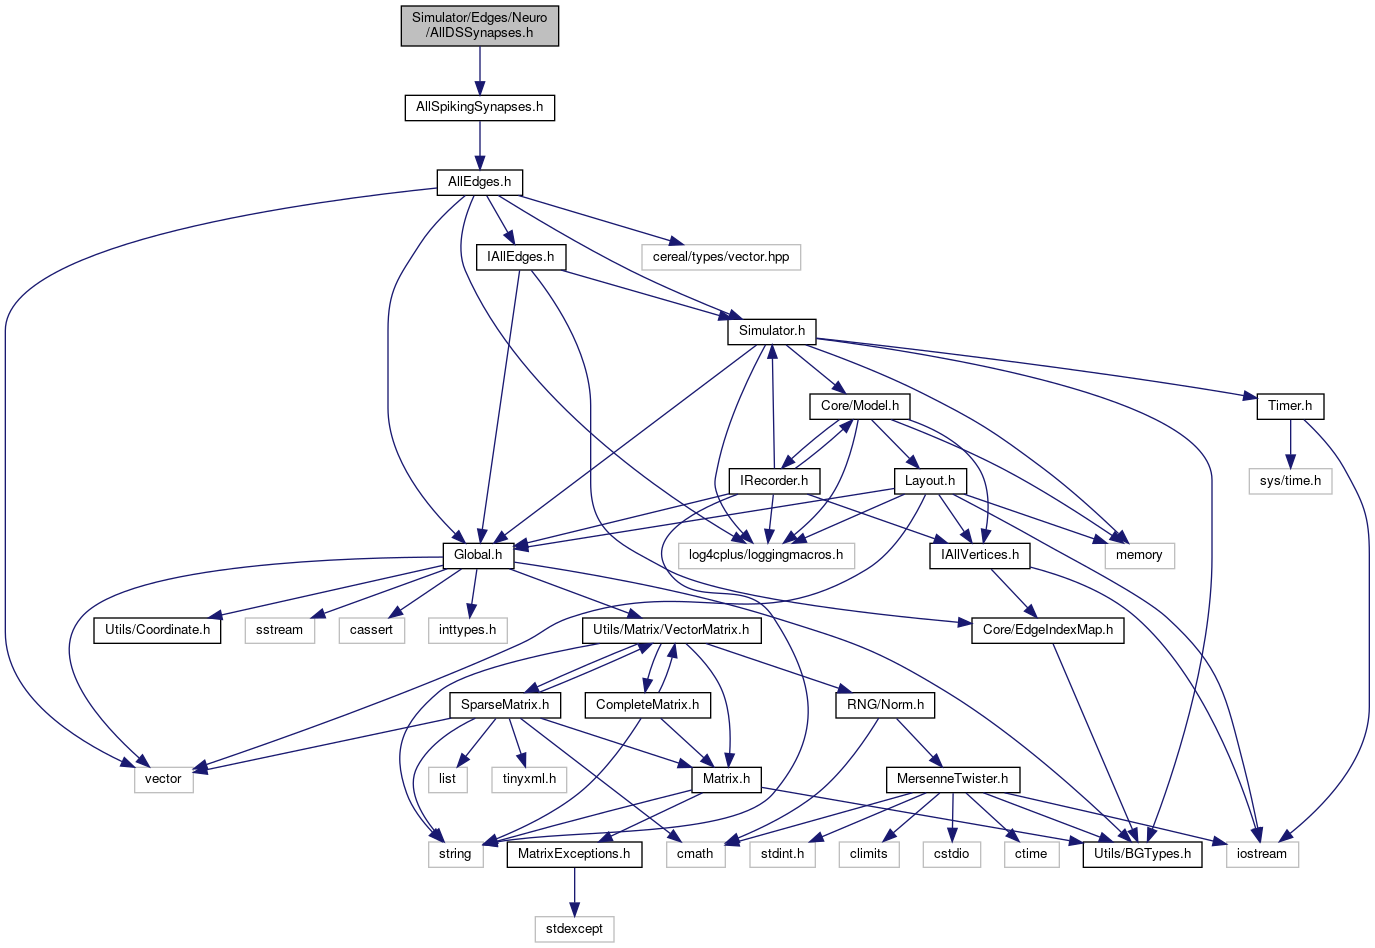 Simulator/Edges/Neuro
/AllDSSynapses.h
AllSpikingSynapses.h
AllEdges.h
IAllEdges.h
cereal/types/vector.hpp
Simulator.h
Core/Model.h
Timer.h
IRecorder.h
Layout.h
sys/time.h
Global.h
log4cplus/loggingmacros.h
IAllVertices.h
memory
Utils/Coordinate.h
sstream
cassert
inttypes.h
Utils/Matrix/VectorMatrix.h
Core/EdgeIndexMap.h
SparseMatrix.h
CompleteMatrix.h
RNG/Norm.h
vector
list
tinyxml.h
Matrix.h
MersenneTwister.h
string
MatrixExceptions.h
cmath
stdint.h
climits
cstdio
ctime
Utils/BGTypes.h
iostream
stdexcept